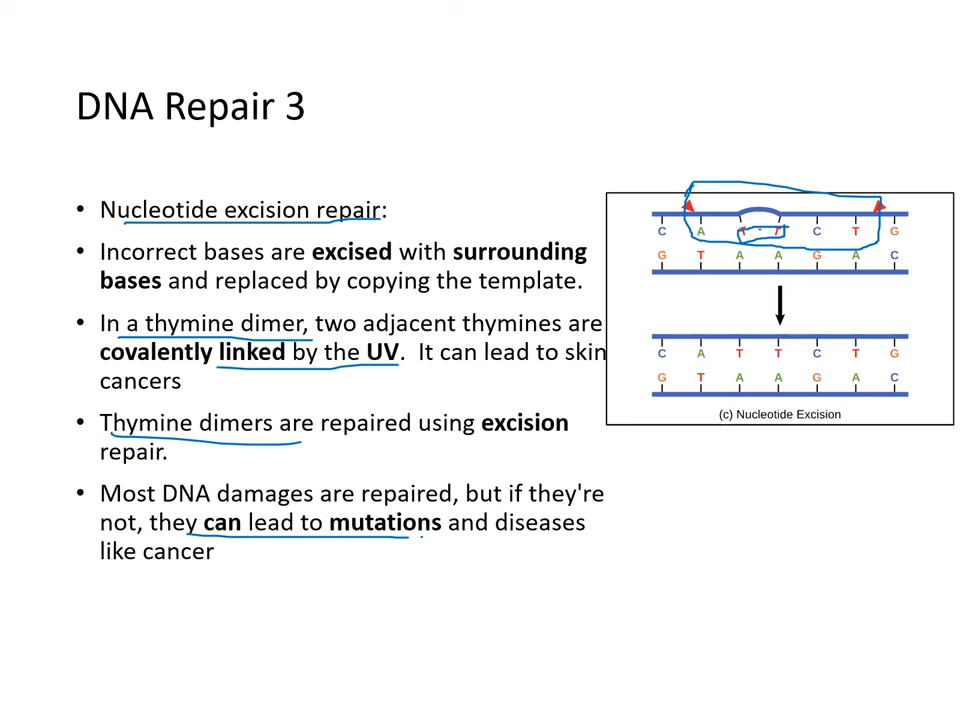 DNA Repair 3
• Nucleotide excision repair:
• Incorrect bases are excised with surrounding
bases and replaced by copying the template.
• In a thymine dimer, two adjacent thymines are
covalently linked by the UV. It can lead to skin
cancers
• Thymine dimers are repaired using excision
repair.
• Most DNA damages are repaired, but if they're
not, they can lead to mutations and diseases
like cancer
C A T T C T G
G T A A G A C
C A T T C T G
G T A A G A C
(c) Nucleotide Excision